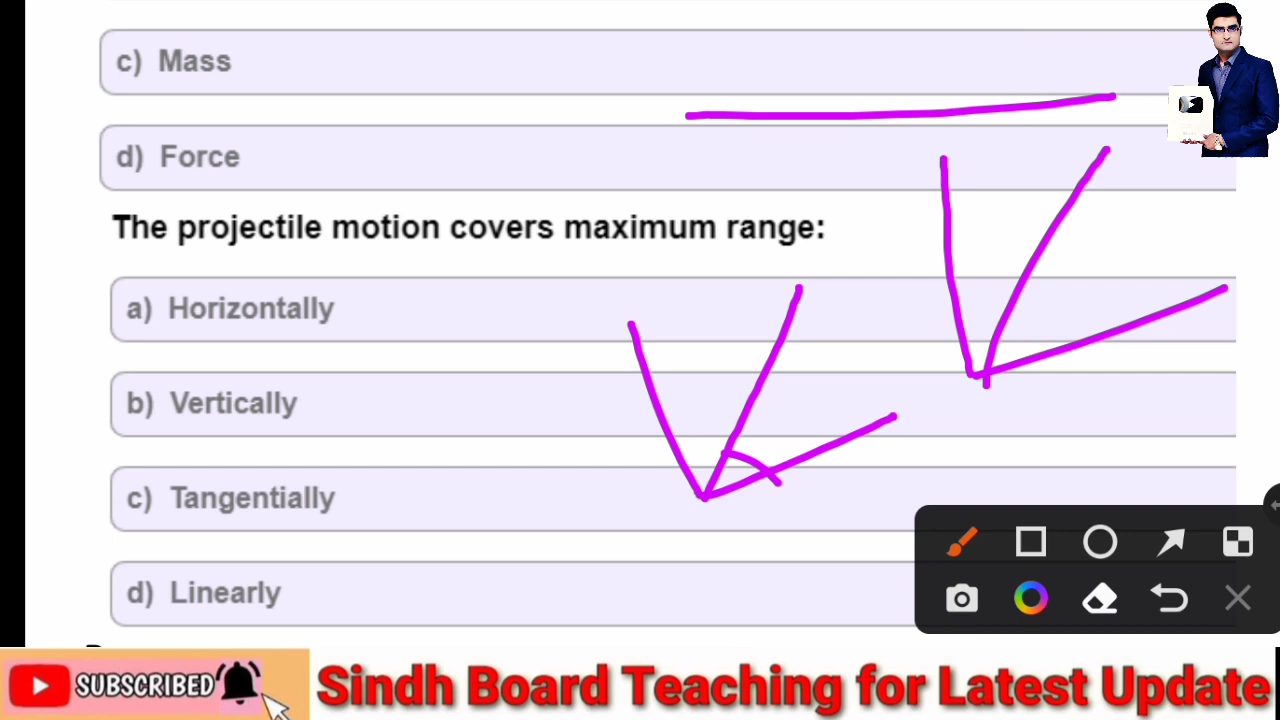 c) Mass
d) Force
The projectile motion covers maximum range:
a) Horizontally
b) Vertically
c) Tangentially
d) Linearly
SUBSCRIBED
Sindh Board Teaching for Latest Update